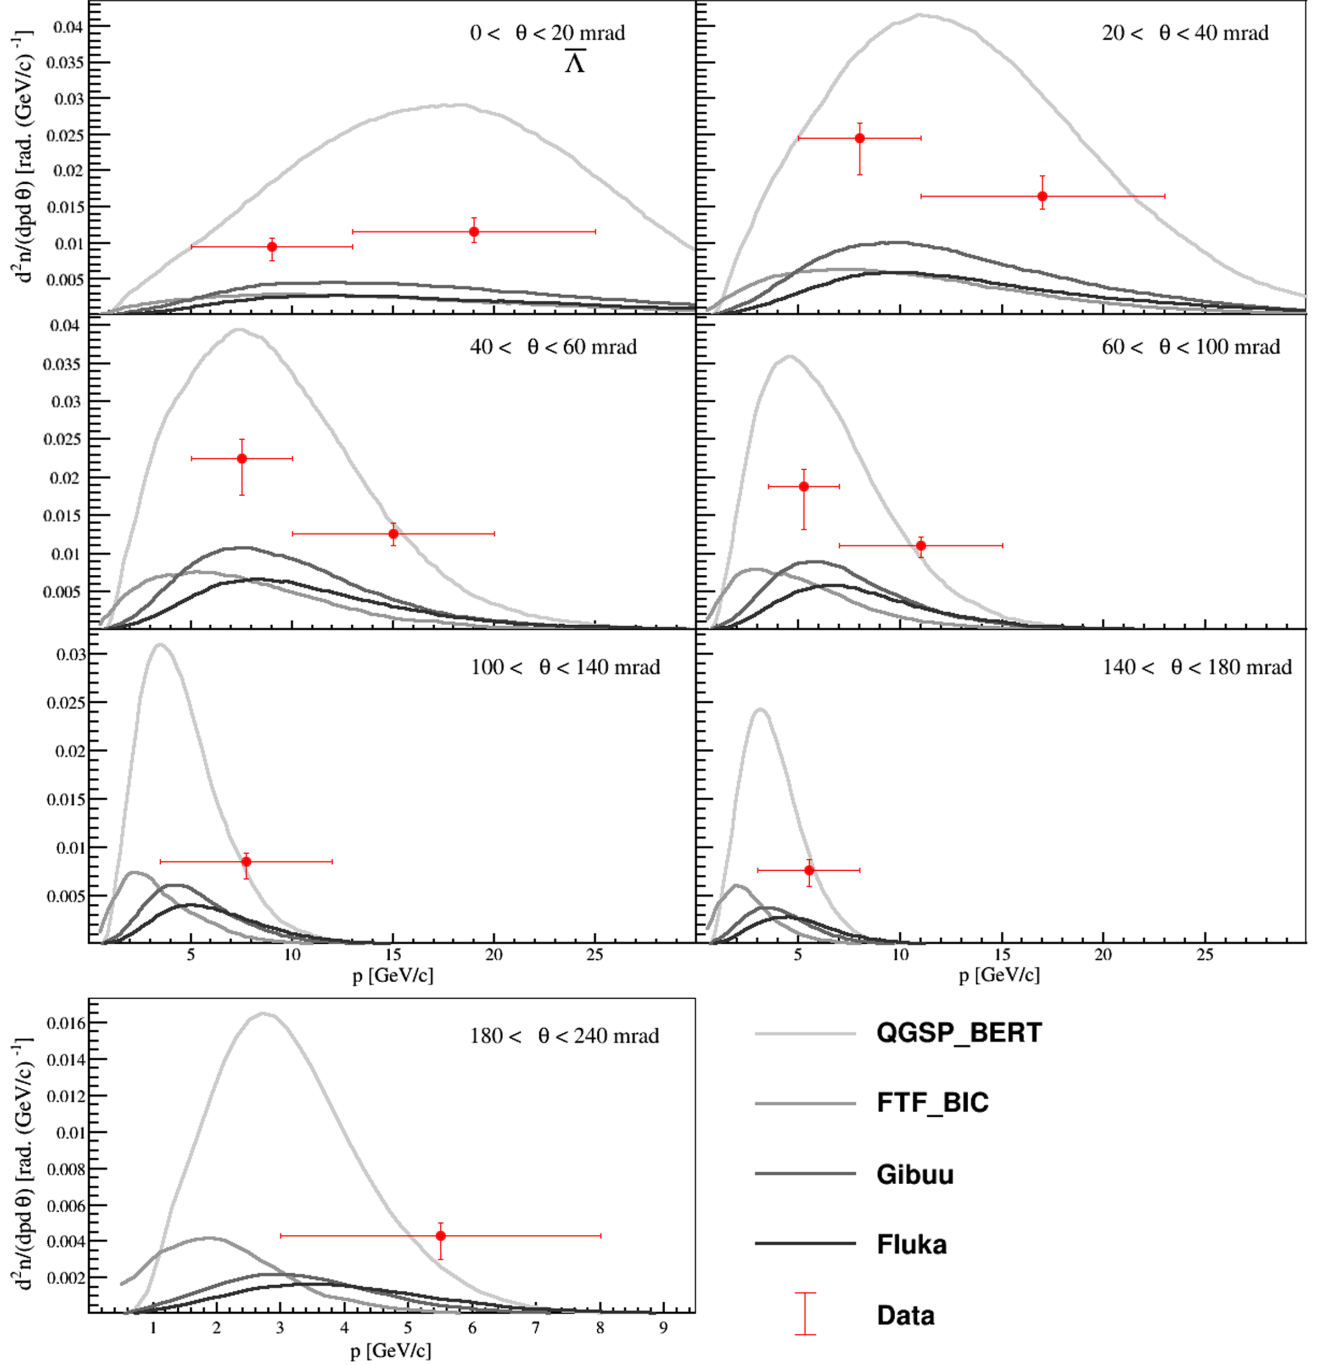 d²n/(dpd θ) [rad. (GeV/c) ⁻¹]
0 < θ < 20 mrad
Λ̅
0.04
0.035
0.03
0.025
0.02
0.015
0.01
0.005
20 < θ < 40 mrad
40 < θ < 60 mrad
0.04
0.035
0.03
0.025
0.02
0.015
0.01
0.005
60 < θ < 100 mrad
100 < θ < 140 mrad
0.03
0.025
0.02
0.015
0.01
0.005
5 10 15 20 25
p [GeV/c]
140 < θ < 180 mrad
5 10 15 20 25
p [GeV/c]
d²n/(dpd θ) [rad. (GeV/c) ⁻¹]
180 < θ < 240 mrad
0.016
0.014
0.012
0.01
0.008
0.006
0.004
0.002
1 2 3 4 5 6 7 8 9
p [GeV/c]
QGSP_BERT
FTF_BIC
Gibuu
Fluka
Data